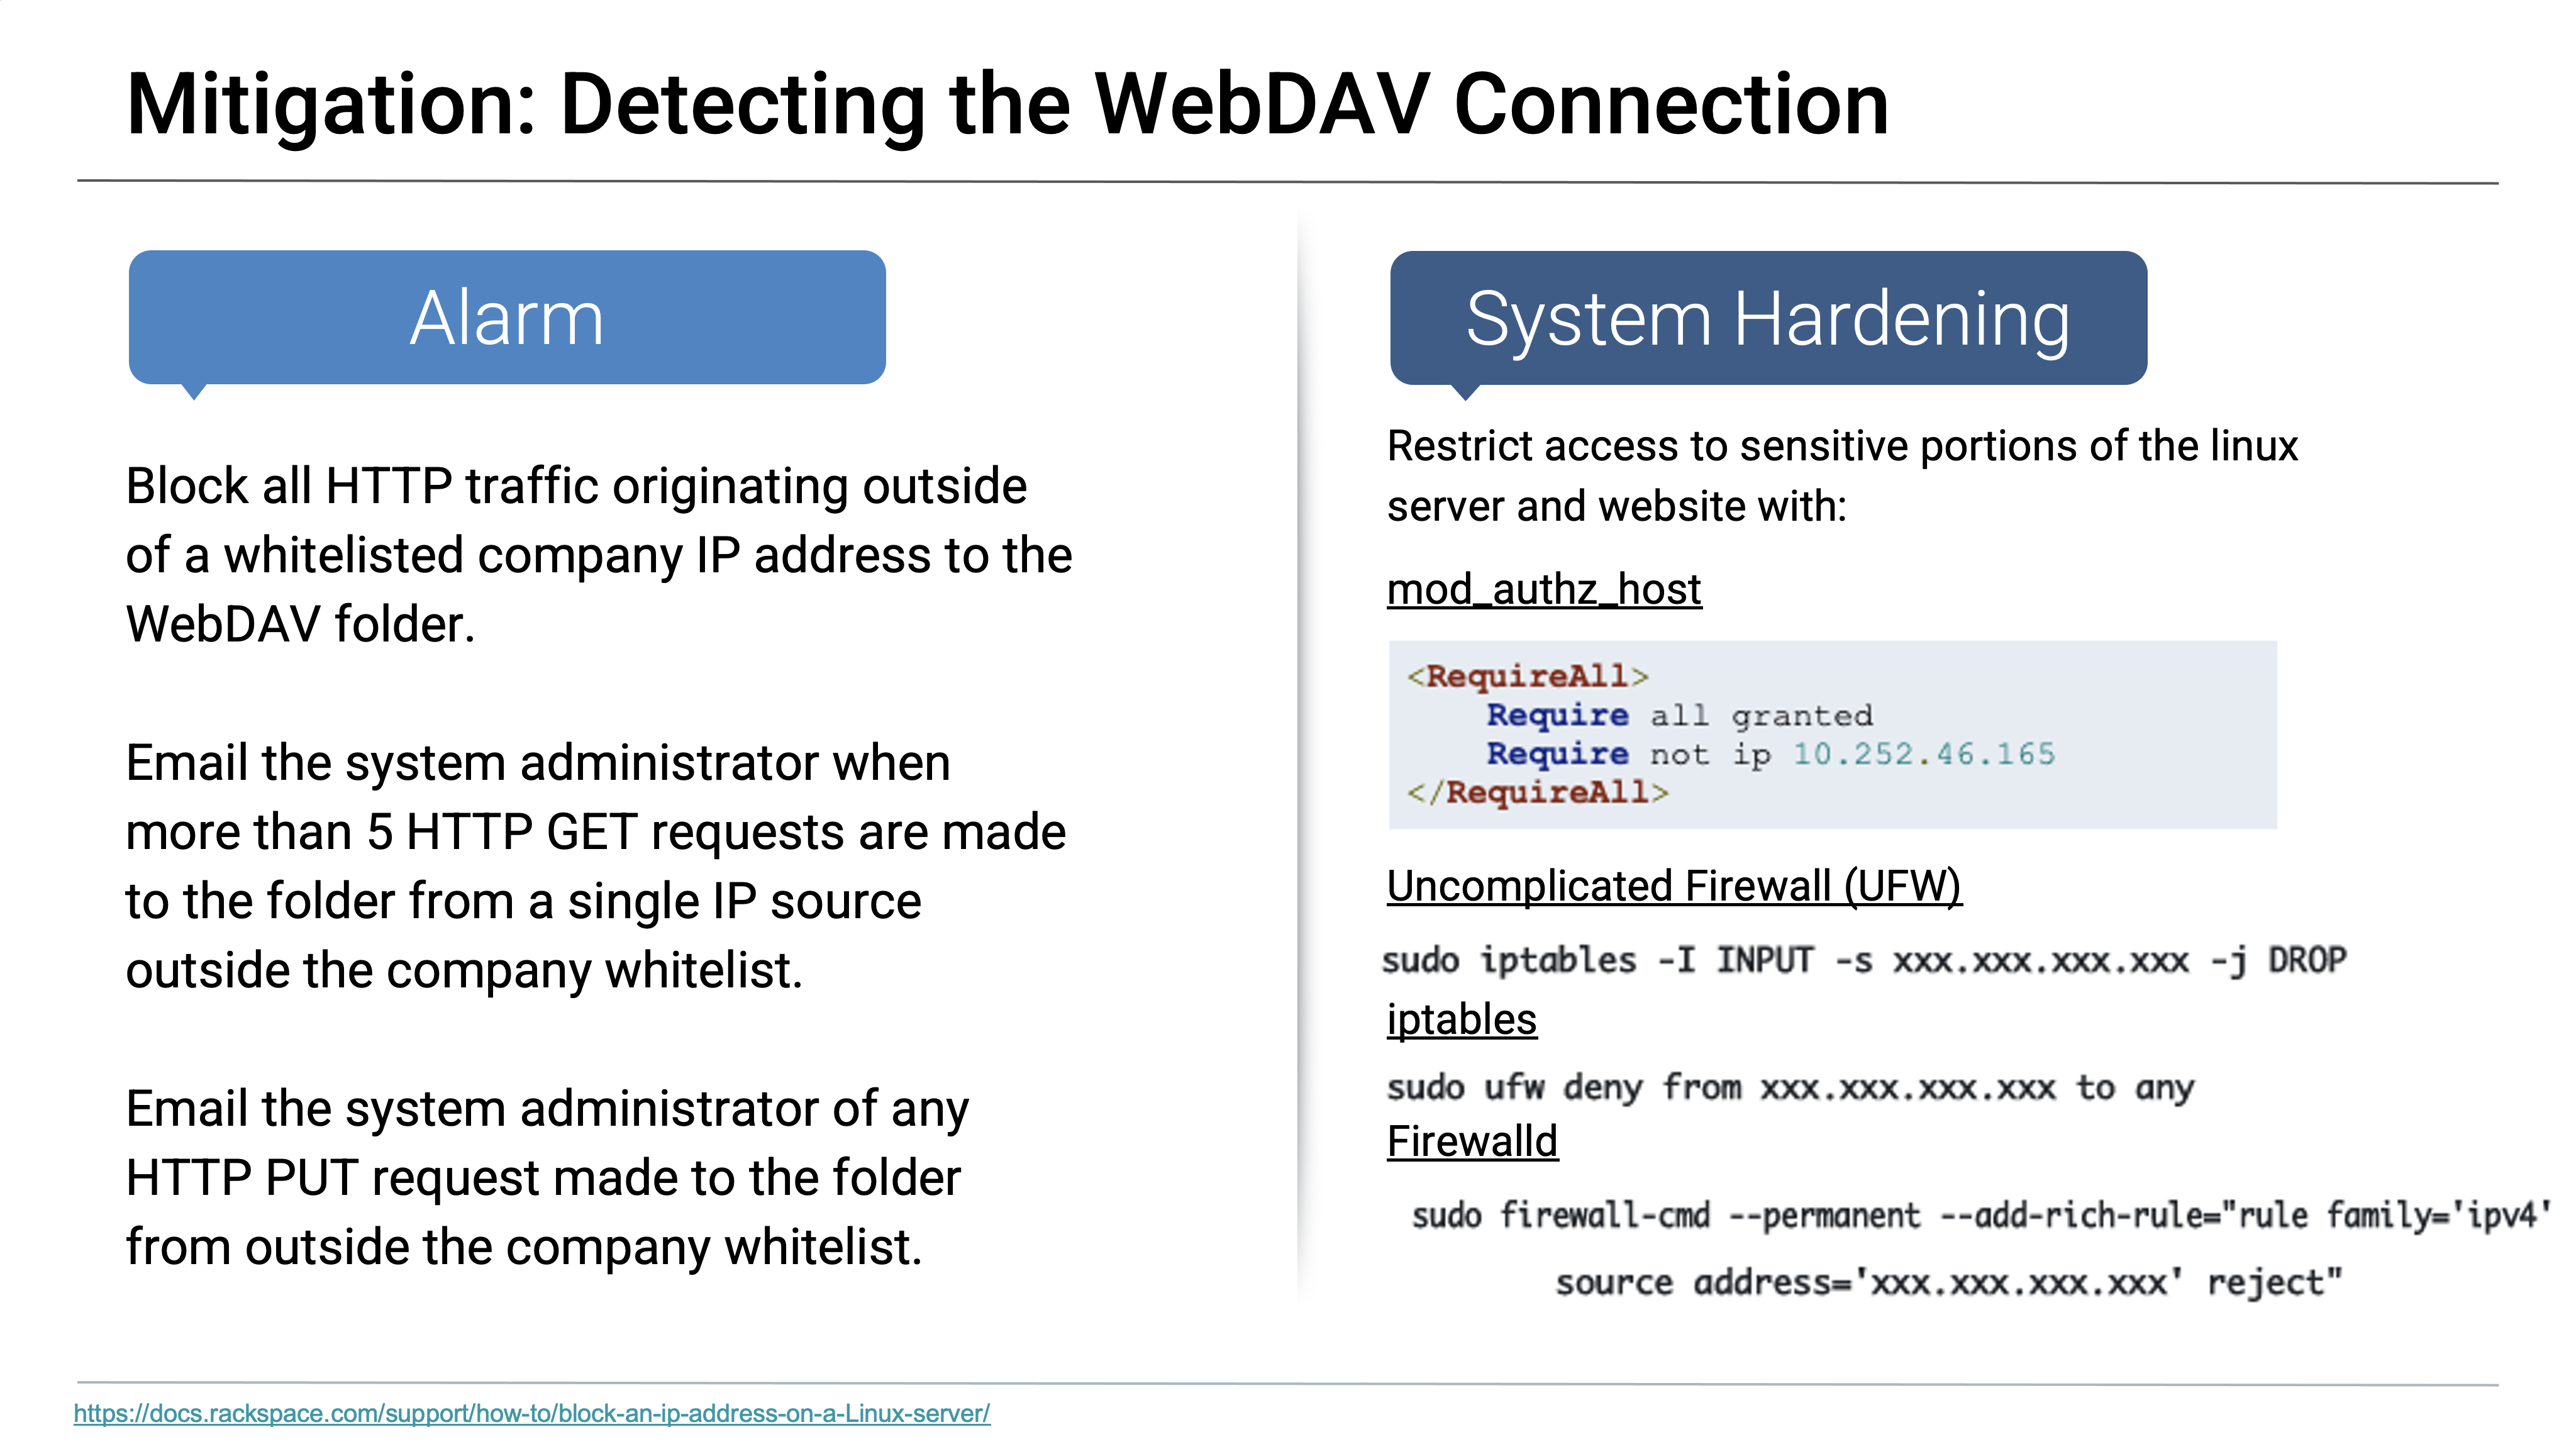 Mitigation: Detecting the WebDAV Connection
Alarm
Block all HTTP traffic originating outside
of a whitelisted company IP address to the
WebDAV folder.
Email the system administrator when
more than 5 HTTP GET requests are made
to the folder from a single IP source
outside the company whitelist.
Email the system administrator of any
HTTP PUT request made to the folder
from outside the company whitelist.
System Hardening
Restrict access to sensitive portions of the linux
server and website with:
mod_authz_host
<RequireAll>
    Require all granted
    Require not ip 10.252.46.165
</RequireAll>
Uncomplicated Firewall (UFW)
sudo iptables -I INPUT -s xxx.xxx.xxx.xxx -j DROP
iptables
sudo ufw deny from xxx.xxx.xxx.xxx to any
Firewalld
sudo firewall-cmd --permanent --add-rich-rule="rule family='ipv4'
source address='xxx.xxx.xxx.xxx' reject"
https://docs.rackspace.com/support/how-to/block-an-ip-address-on-a-Linux-server/